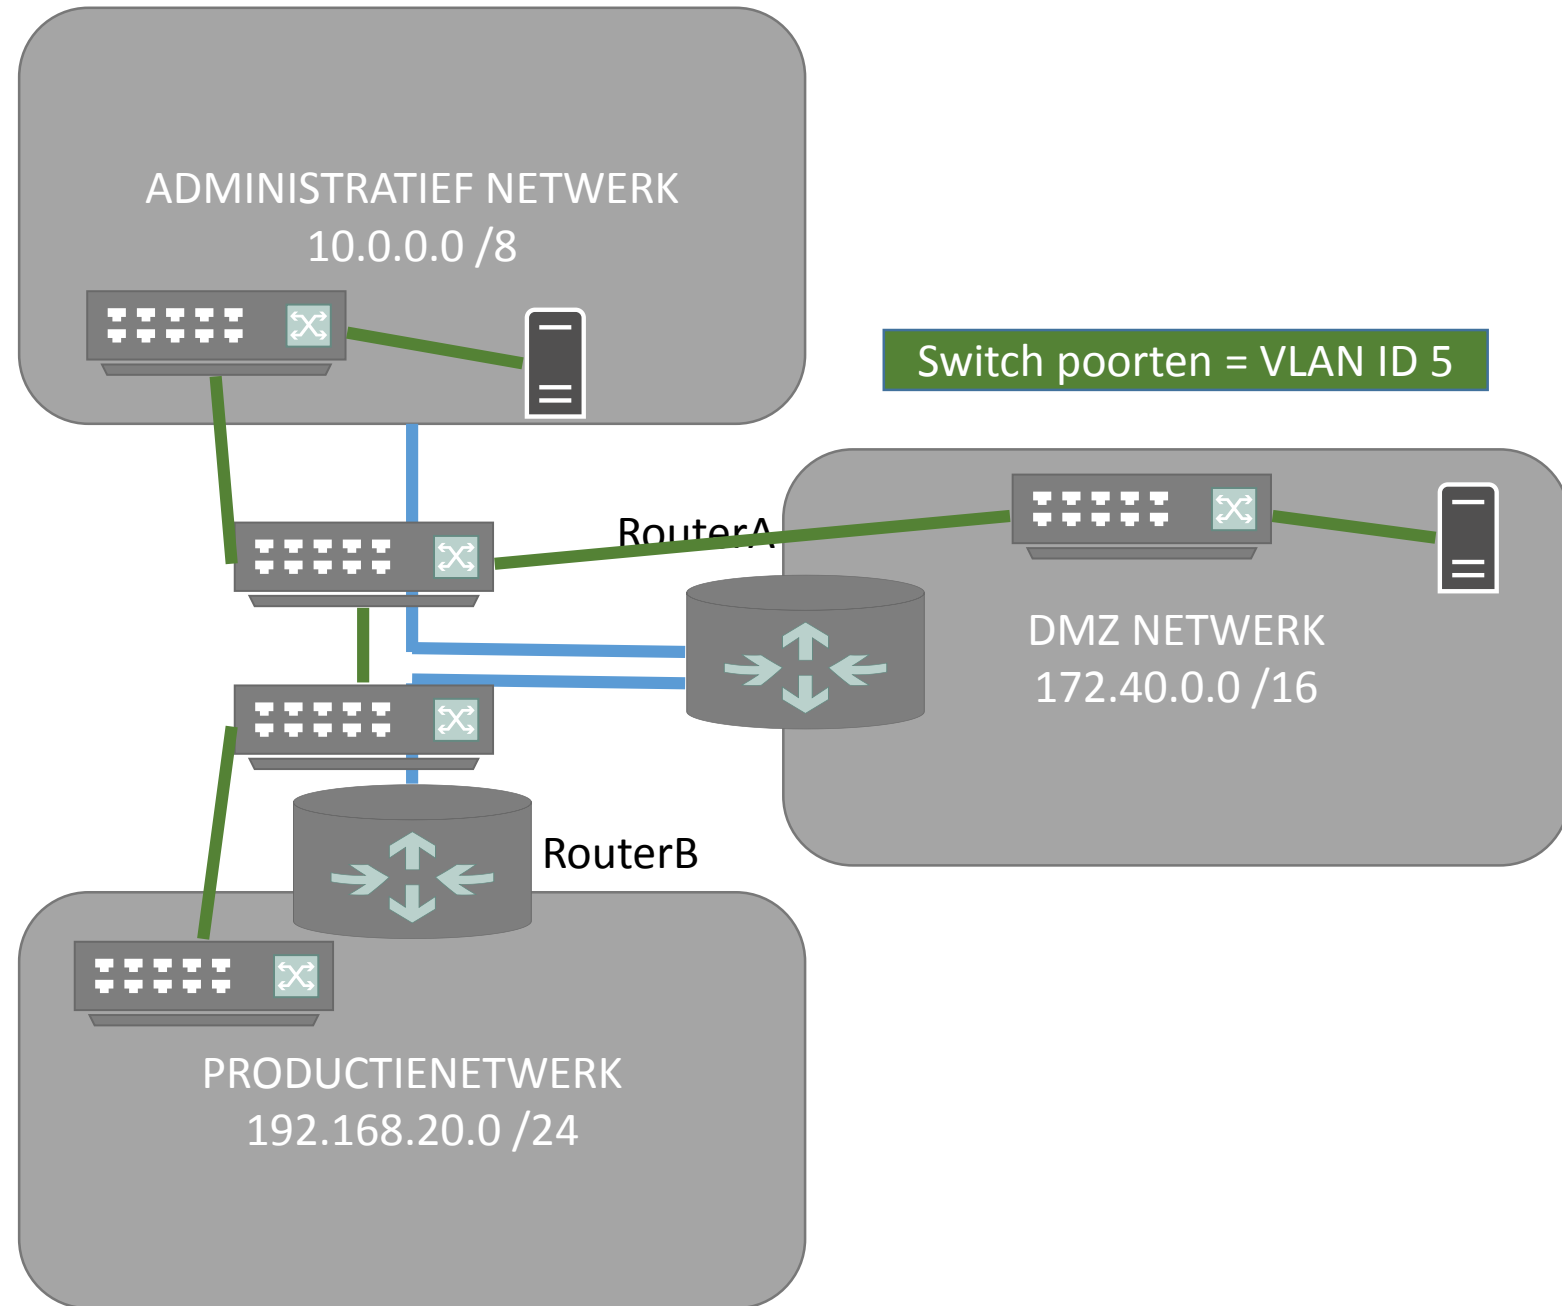 ADMINISTRATIEF NETWERK
10.0.0.0 /8
Switch poorten = VLAN ID 5
RouterA
DMZ NETWERK
172.40.0.0 /16
RouterB
PRODUCTIENETWERK
192.168.20.0 /24